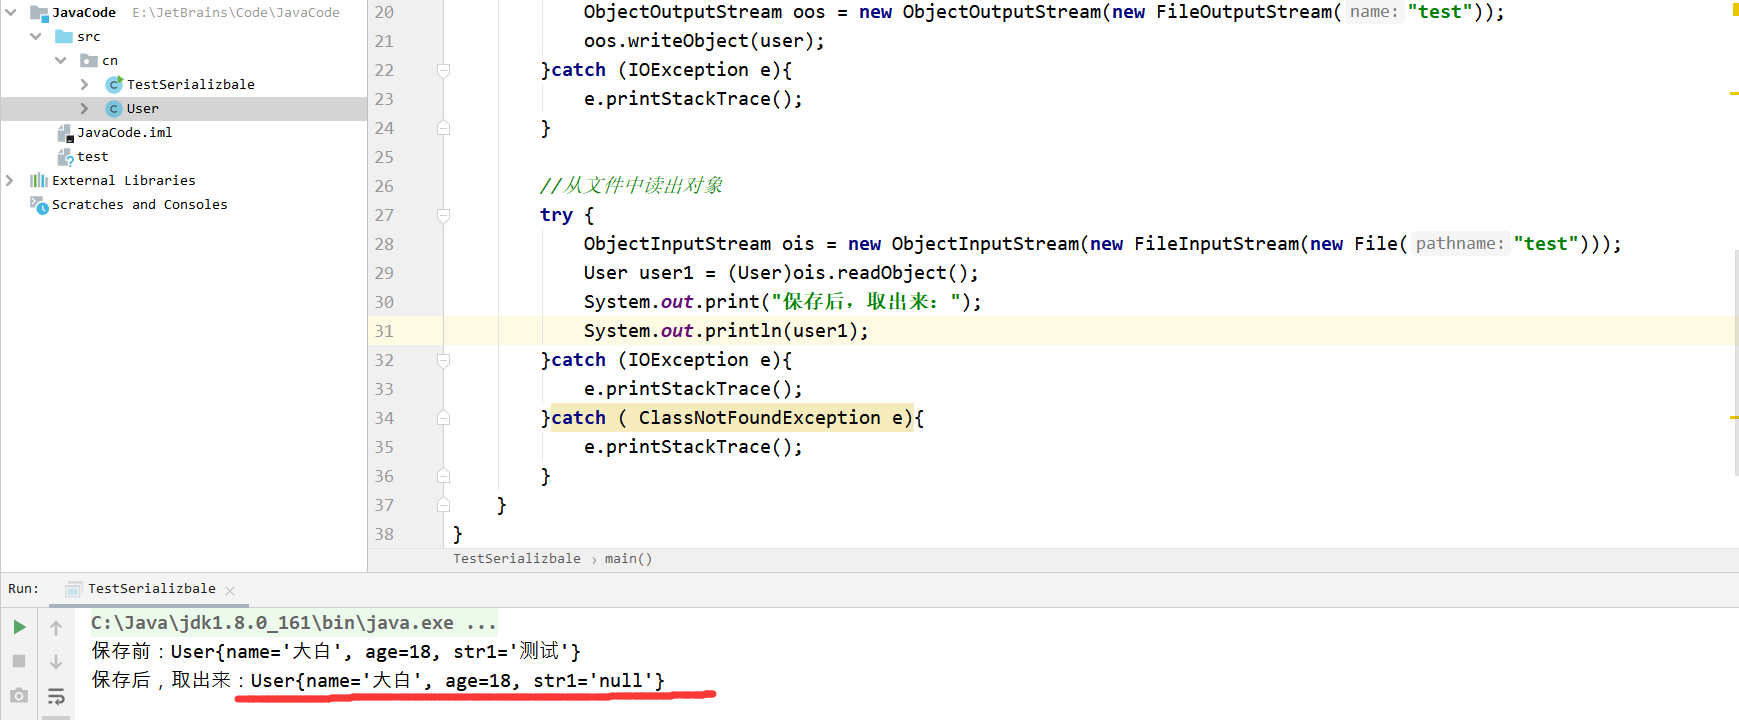 JavaCode E:\JetBrains\Code\JavaCode
src
cn
TestSerializbale
User
JavaCode.iml
test
External Libraries
Scratches and Consoles
20 ObjectOutputStream oos = new ObjectOutputStream(new FileOutputStream( name: "test"));
21 oos.writeObject(user);
22 }catch (IOException e){
23 e.printStackTrace();
24 }
25
26 //从文件中读出对象
27 try {
28 ObjectInputStream ois = new ObjectInputStream(new FileInputStream(new File( pathname: "test")));
29 User user1 = (User)ois.readObject();
30 System.out.print("保存后，取出来：");
31 System.out.println(user1);
32 }catch (IOException e){
33 e.printStackTrace();
34 }catch ( ClassNotFoundException e){
35 e.printStackTrace();
36 }
37 }
38 }
TestSerializbale › main()
Run: TestSerializbale
C:\Java\jdk1.8.0_161\bin\java.exe ...
保存前：User{name='大白', age=18, str1='测试'}
保存后，取出来：User{name='大白', age=18, str1='null'}